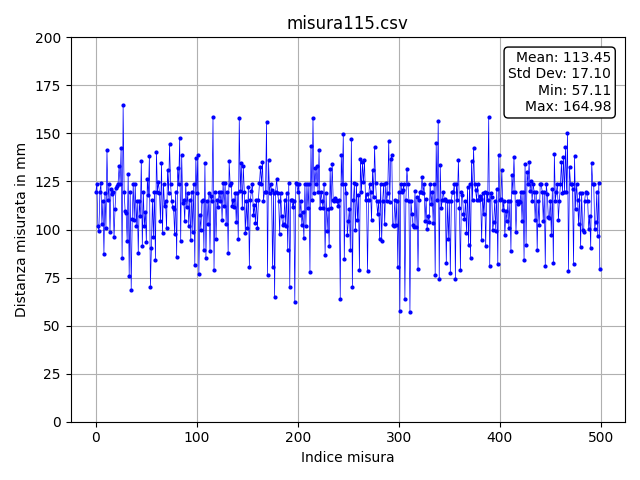 misura115.csv
Mean: 113.45
Std Dev: 17.10
Min: 57.11
Max: 164.98
Distanza misurata in mm
200
175
150
125
100
75
50
25
0
0 100 200 300 400 500
Indice misura